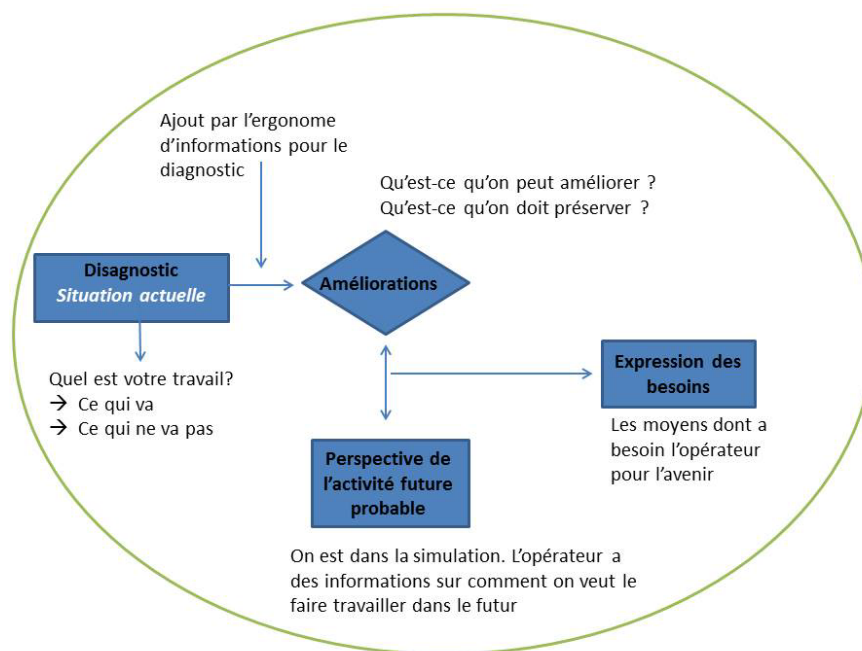 Ajout par l'ergonome
d'informations pour le
diagnostic
Qu'est-ce qu'on peut améliorer ?
Qu'est-ce qu'on doit préserver ?
Disagnostic
Situation actuelle
Améliorations
Quel est votre travail?
→ Ce qui va
→ Ce qui ne va pas
Expression des
besoins
Les moyens dont a
besoin l'opérateur
pour l'avenir
Perspective de
l'activité future
probable
On est dans la simulation. L'opérateur a
des informations sur comment on veut le
faire travailler dans le futur